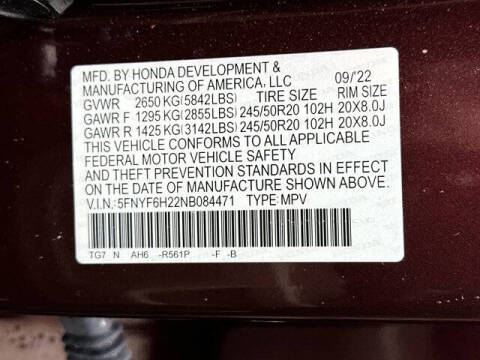 MFD. BY HONDA DEVELOPMENT &
MANUFACTURING OF AMERICA, LLC 09/'22
GVWR 2650 KG(5842LBS) TIRE SIZE RIM SIZE
GAWR F 1295 KG(2855LBS) 245/50R20 102H 20X8.0J
GAWR R 1425 KG(3142LBS) 245/50R20 102H 20X8.0J
THIS VEHICLE CONFORMS TO ALL APPLICABLE
FEDERAL MOTOR VEHICLE SAFETY
AND THEFT PREVENTION STANDARDS IN EFFECT
ON THE DATE OF MANUFACTURE SHOWN ABOVE.
V.I.N: 5FNYF6H22NB084471 TYPE: MPV
TG7 N AH6 -R561P -F -B